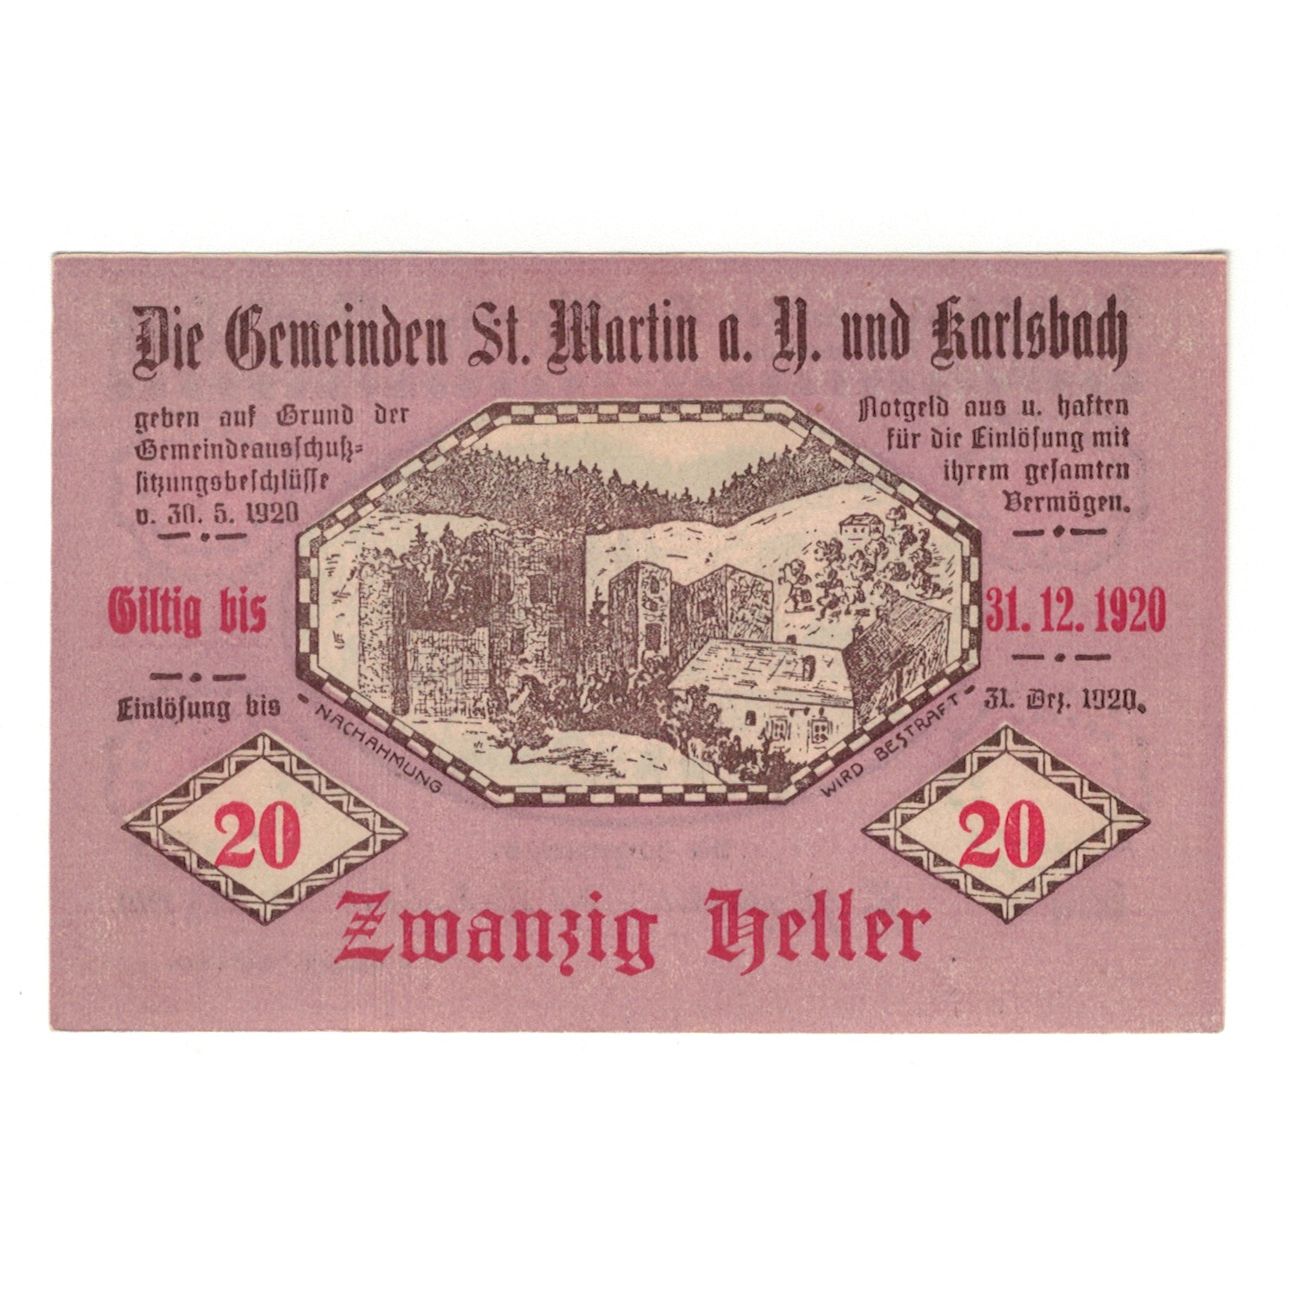 Die Gemeinden St. Martin a. Y. und Karlsbach
geben auf Grund der
Gemeindeausschuß-
sitzungsbeschlüsse
v. 30. 5. 1920
Notgeld aus u. haften
für die Einlösung mit
ihrem gesamten
Vermögen.
Giltig bis
31. 12. 1920
Einlösung bis
31. Dez. 1920.
NACHAHMUNG
WIRD BESTRAFT
20
20
Zwanzig Heller